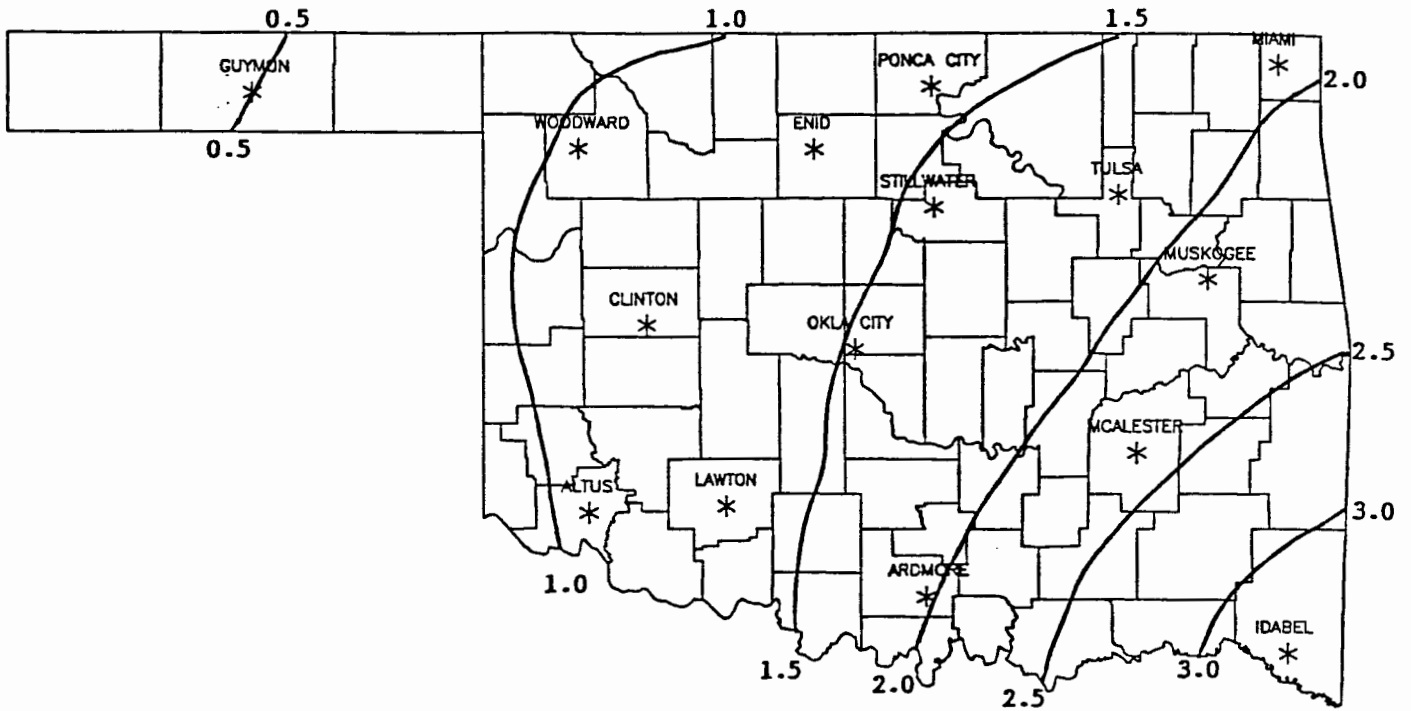 0.5
1.0
1.5
GUYMON
PONCA CITY
MIAMI
2.0
0.5
WOODWARD
ENID
TULSA
STILLWATER
MUSKOGEE
CLINTON
OKLA CITY
2.5
MCALESTER
ALTUS
LAWTON
3.0
1.0
ARDMORE
IDABEL
1.5
2.0
2.5
3.0